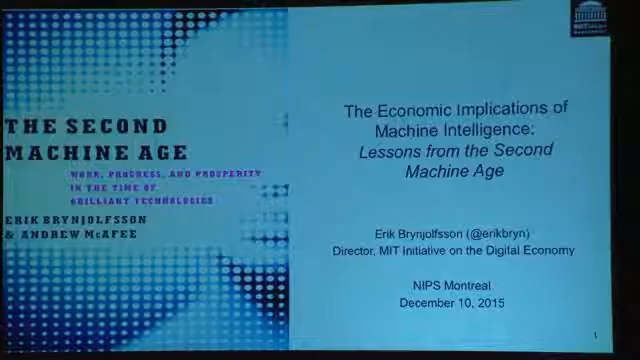 THE SECOND
MACHINE AGE
WORK, PROGRESS, AND PROSPERITY
IN THE TIME OF
BRILLIANT TECHNOLOGIES
ERIK BRYNJOLFSSON
& ANDREW McAFEE
The Economic Implications of
Machine Intelligence:
Lessons from the Second
Machine Age
Erik Brynjolfsson (@erikbryn)
Director, MIT Initiative on the Digital Economy
NIPS Montreal
December 10, 2015
1